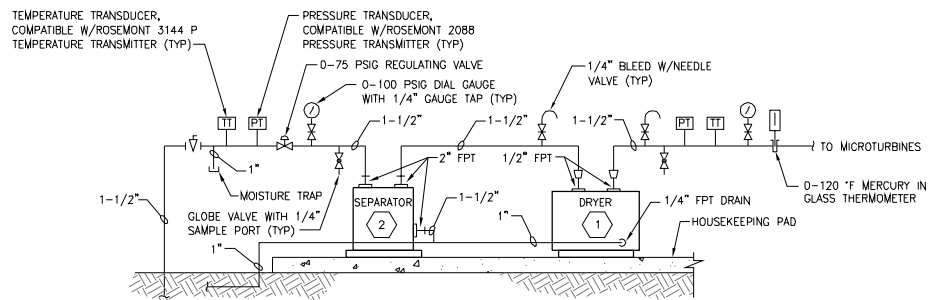 TEMPERATURE TRANSDUCER,
COMPATIBLE W/ROSEMONT 3144 P
TEMPERATURE TRANSMITTER (TYP)
PRESSURE TRANSDUCER,
COMPATIBLE W/ROSEMONT 2088
PRESSURE TRANSMITTER (TYP)
0-75 PSIG REGULATING VALVE
0-100 PSIG DIAL GAUGE
WITH 1/4" GAUGE TAP (TYP)
1/4" BLEED W/NEEDLE
VALVE (TYP)
TT
PT
1-1/2"
1-1/2"
1-1/2"
PT
TT
TO MICROTURBINES
1"
2" FPT
1/2" FPT
MOISTURE TRAP
0-120 °F MERCURY IN
GLASS THERMOMETER
1-1/2"
GLOBE VALVE WITH 1/4"
SAMPLE PORT (TYP)
SEPARATOR
2
1-1/2"
1"
DRYER
1
1/4" FPT DRAIN
HOUSEKEEPING PAD
1"